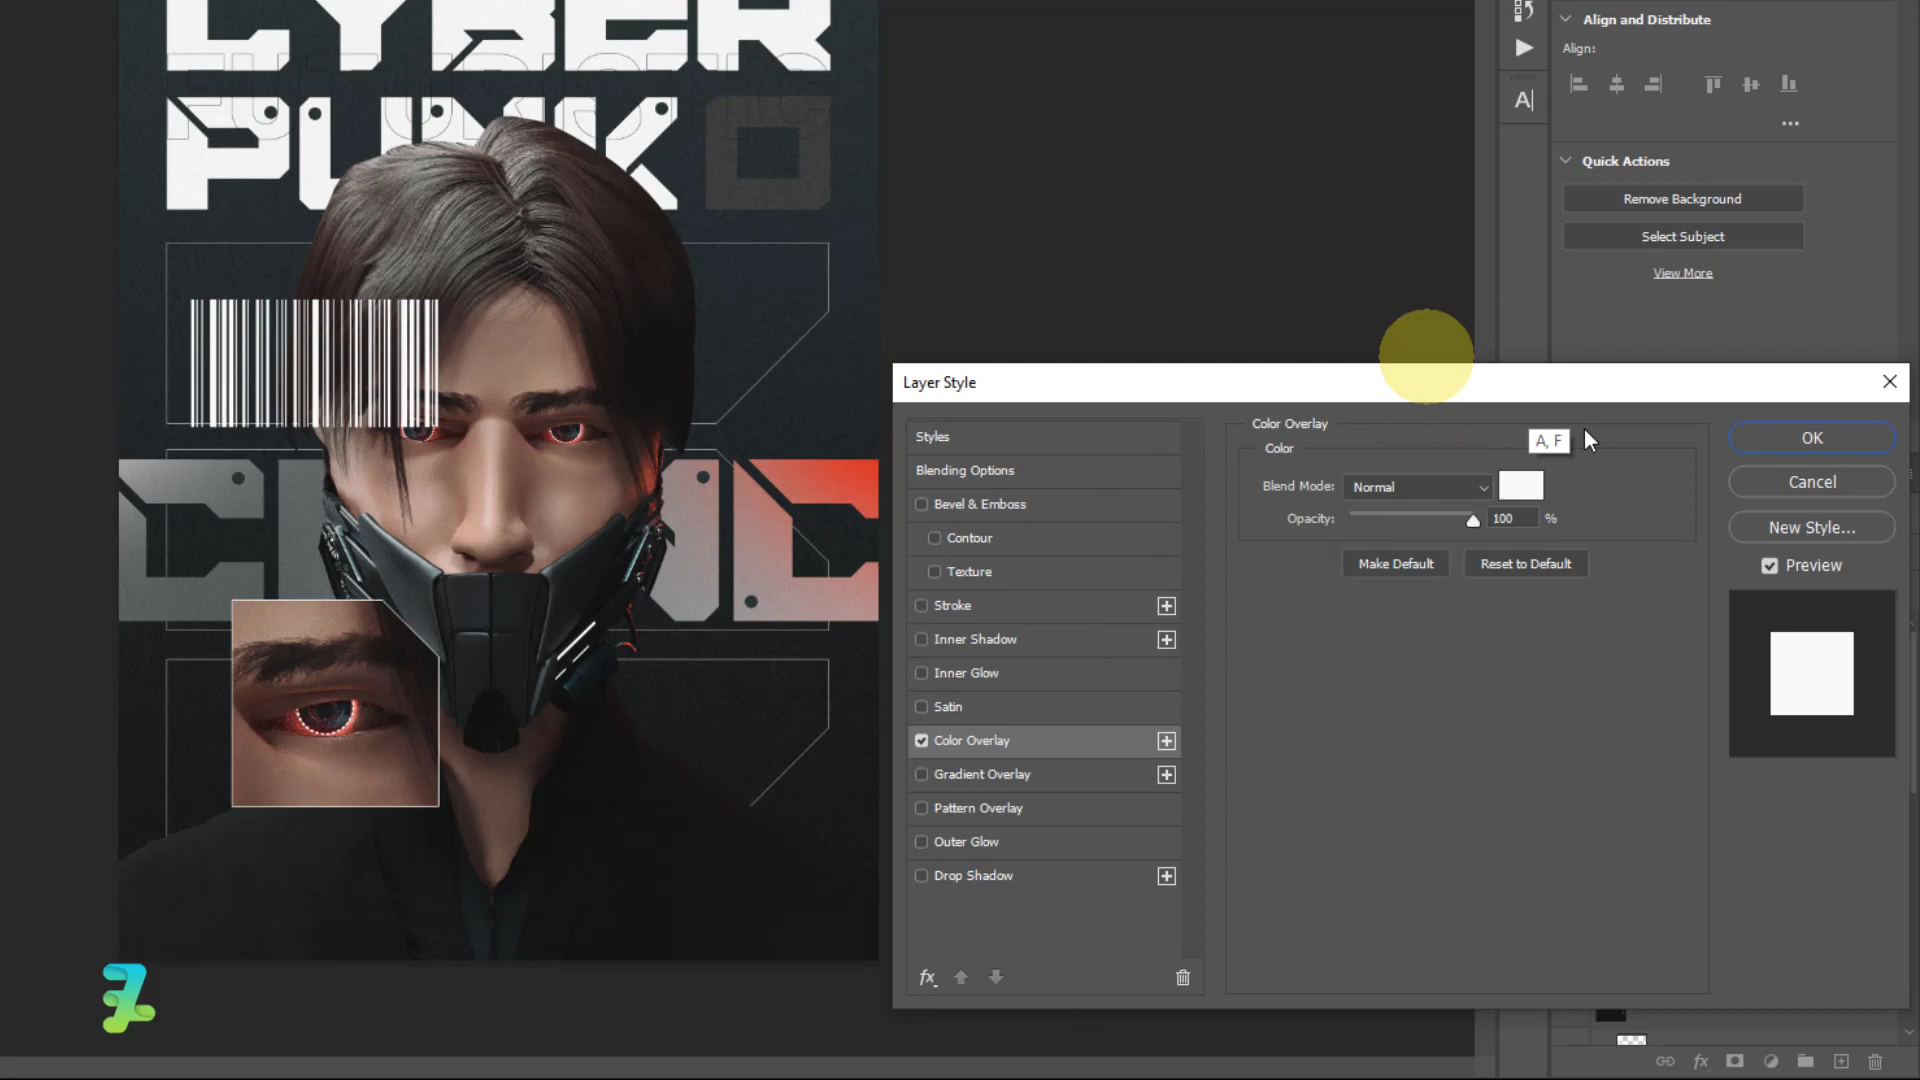 CYBER
PUNK
Align and Distribute
Align:
Quick Actions
Remove Background
Select Subject
View More
Layer Style
Styles
Blending Options
Bevel & Emboss
Contour
Texture
Stroke
Inner Shadow
Inner Glow
Satin
Color Overlay
Gradient Overlay
Pattern Overlay
Outer Glow
Drop Shadow
fx
Color Overlay
Color
A, F
Blend Mode: Normal
Opacity: 100 %
Make Default Reset to Default
OK
Cancel
New Style...
Preview
fx